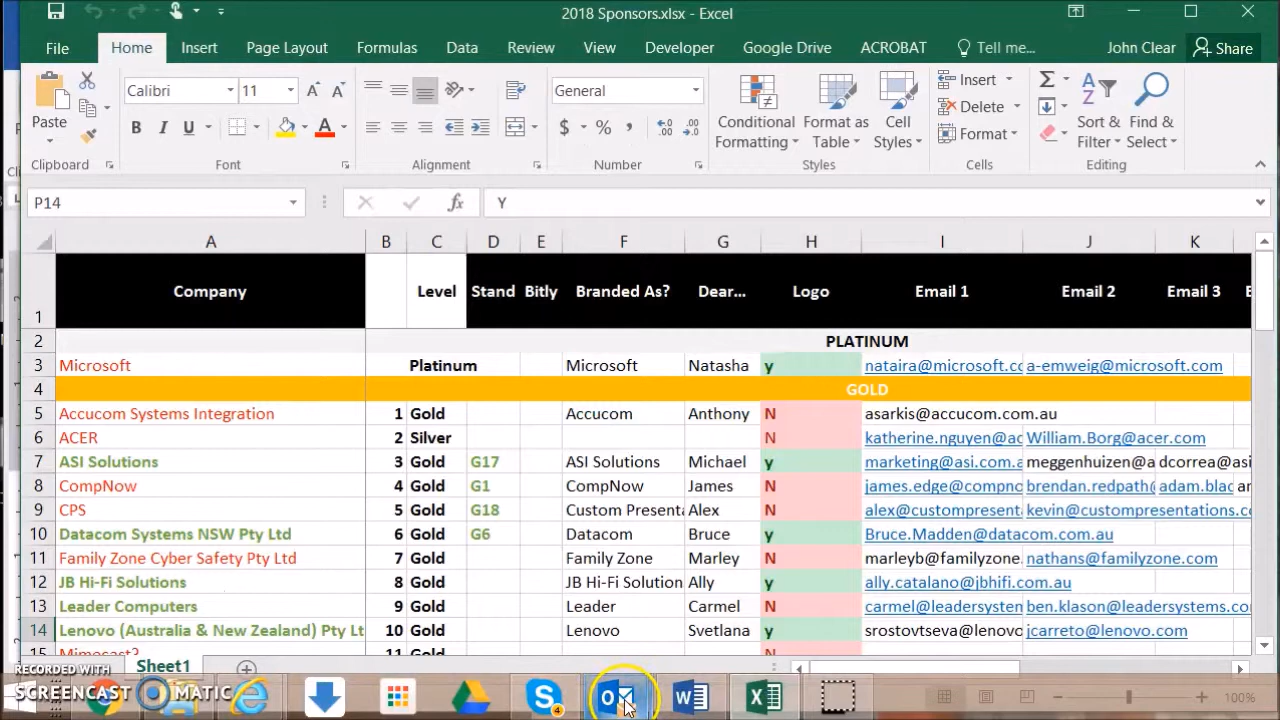 2018 Sponsors.xlsx - Excel
File Home Insert Page Layout Formulas Data Review View Developer Google Drive ACROBAT Tell me... John Clear Share
Paste
Calibri 11
B I U
General
$ % ,
Conditional Formatting
Format as Table
Cell Styles
Insert
Delete
Format
Sort & Filter
Find & Select
Clipboard Font Alignment Number Styles Cells Editing
P14 fx Y
A B C D E F G H I J K
1 Company Level Stand Bitly Branded As? Dear... Logo Email 1 Email 2 Email 3
2 PLATINUM
3 Microsoft Platinum Microsoft Natasha y nataira@microsoft.cc a-emweig@microsoft.com
4 GOLD
5 Accucom Systems Integration 1 Gold Accucom Anthony N asarkis@accucom.com.au
6 ACER 2 Silver N katherine.nguyen@ac William.Borg@acer.com
7 ASI Solutions 3 Gold G17 ASI Solutions Michael y marketing@asi.com.a meggenhuizen@a dcorrea@asi
8 CompNow 4 Gold G1 CompNow James N james.edge@compno brendan.redpath@ adam.blac
9 CPS 5 Gold G18 Custom Presenta Alex N alex@custompresent kevin@custompresentations.
10 Datacom Systems NSW Pty Ltd 6 Gold G6 Datacom Bruce y Bruce.Madden@datacom.com.au
11 Family Zone Cyber Safety Pty Ltd 7 Gold Family Zone Marley N marleyb@familyzone. nathans@familyzone.com
12 JB Hi-Fi Solutions 8 Gold JB Hi-Fi Solution Ally y ally.catalano@jbhifi.com.au
13 Leader Computers 9 Gold Leader Carmel N carmel@leadersystem ben.klason@leadersystems.co
14 Lenovo (Australia & New Zealand) Pty Lt 10 Gold Lenovo Svetlana y srostovtseva@lenovo jcarreto@lenovo.com
15 Mimecast? 11 Gold N
Sheet1
RECORDED WITH
SCREENCAST MATIC
4
100%